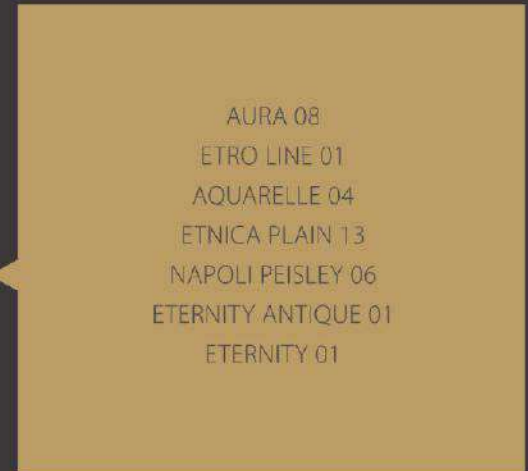 AURA 08
ETRO LINE 01
AQUARELLE 04
ETNICA PLAIN 13
NAPOLI PEISLEY 06
ETERNITY ANTIQUE 01
ETERNITY 01